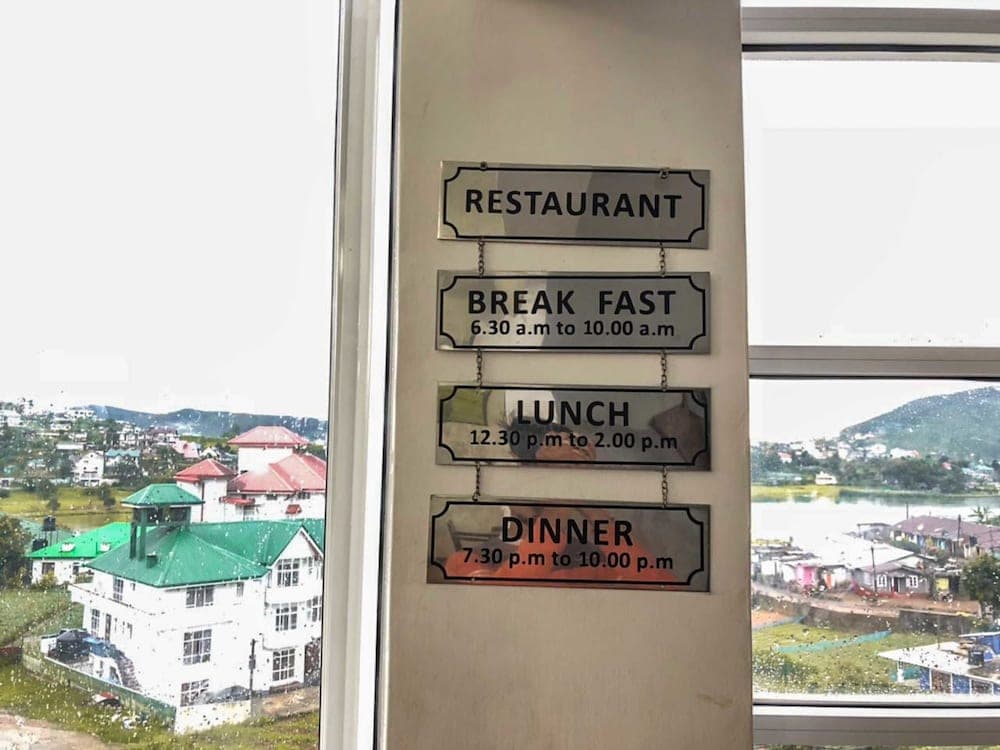 RESTAURANT
BREAK FAST
6.30 a.m to 10.00 a.m
LUNCH
12.30 p.m to 2.00 p.m
DINNER
7.30 p.m to 10.00 p.m